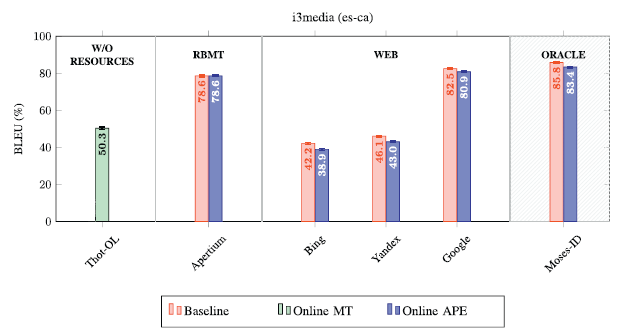 i3media (es-ca)
BLEU (%)
100
80
60
40
20
0
W/O
RESOURCES
RBMT
WEB
ORACLE
50.3
78.6
78.6
42.2
38.9
46.1
43.0
82.5
80.9
85.8
83.4
Thot-OL
Apertium
Bing
Yandex
Google
Moses-ID
Baseline
Online MT
Online APE